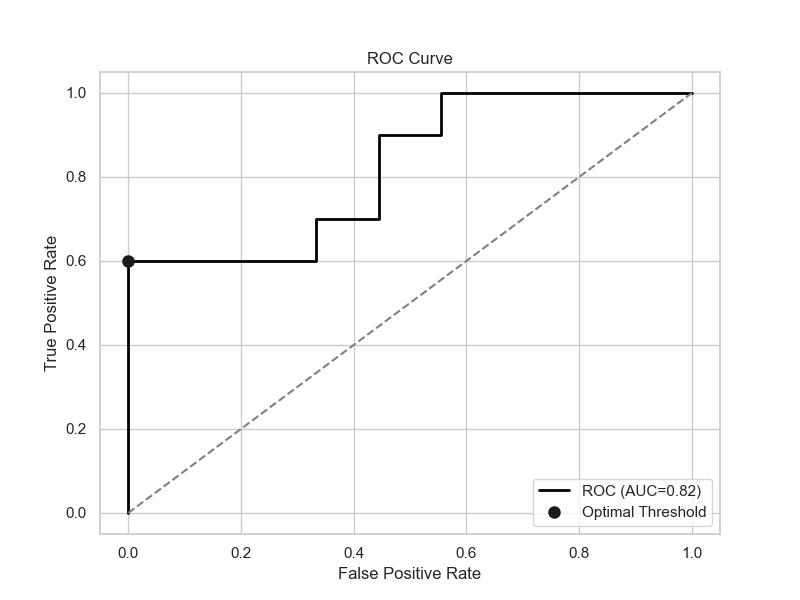 ROC Curve
True Positive Rate
1.0
0.8
0.6
0.4
0.2
0.0
ROC (AUC=0.82)
Optimal Threshold
0.0 0.2 0.4 0.6 0.8 1.0
False Positive Rate